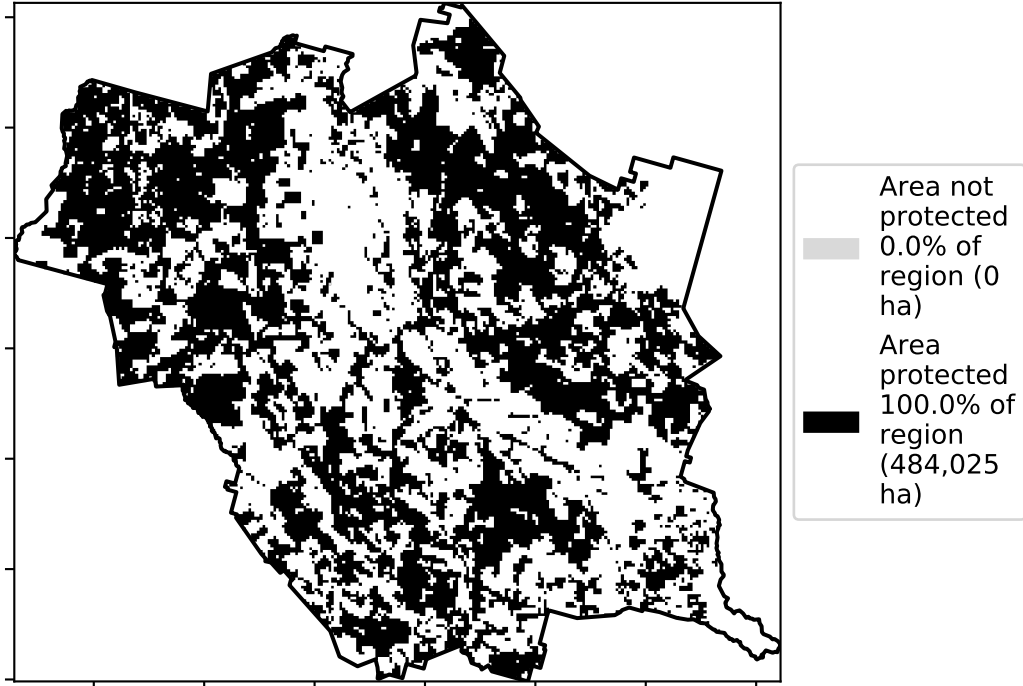 Area not
protected
0.0% of
region (0
ha)
Area
protected
100.0% of
region
(484,025
ha)